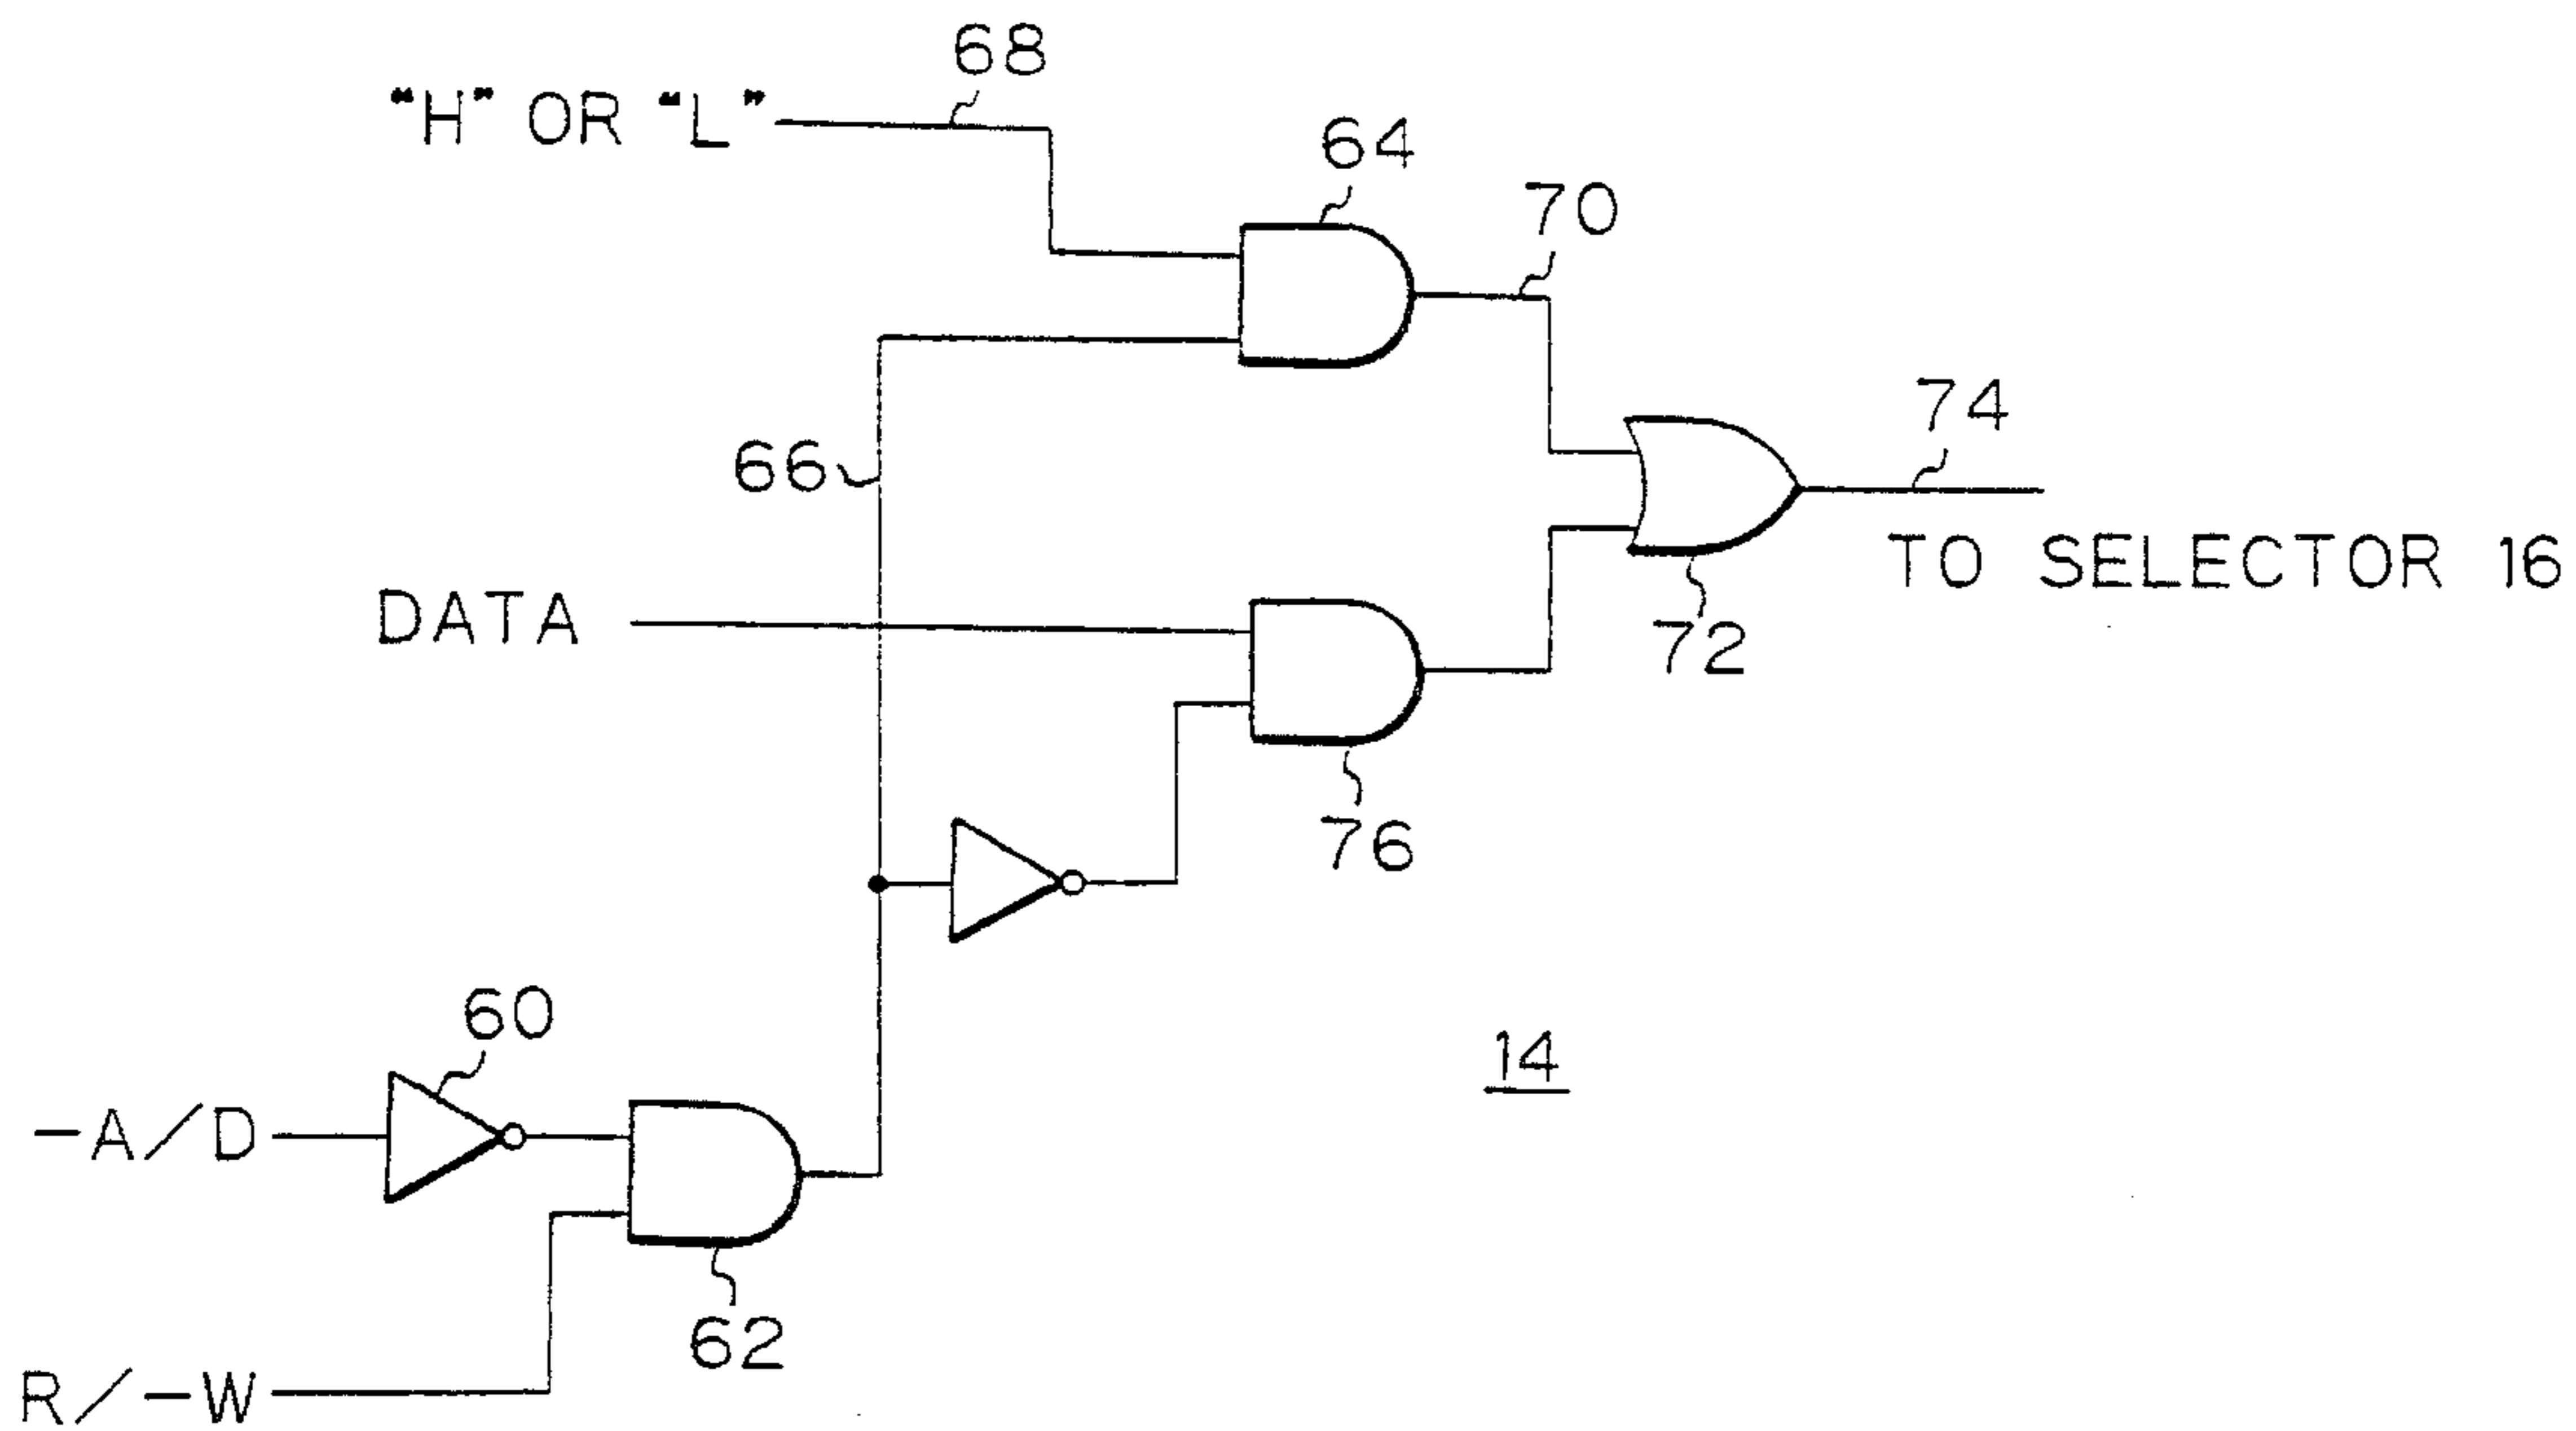 68
“H” OR “L”
64
70
74
66
TO SELECTOR 16
DATA
72
76
60
14
-A/D
62
R/-W